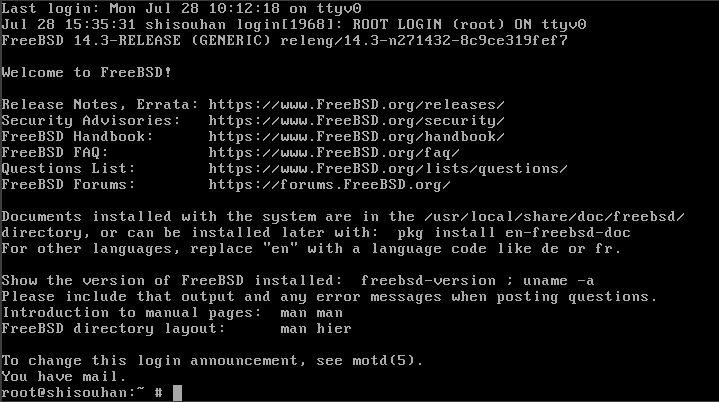 Last login: Mon Jul 28 10:12:18 on ttyv0
Jul 28 15:35:31 shisouhan login[1968]: ROOT LOGIN (root) ON ttyv0
FreeBSD 14.3-RELEASE (GENERIC) releng/14.3-n271432-8c9ce319fef7
Welcome to FreeBSD!
Release Notes, Errata: https://www.FreeBSD.org/releases/
Security Advisories:   https://www.FreeBSD.org/security/
FreeBSD Handbook:      https://www.FreeBSD.org/handbook/
FreeBSD FAQ:           https://www.FreeBSD.org/faq/
Questions List:        https://www.FreeBSD.org/lists/questions/
FreeBSD Forums:        https://forums.FreeBSD.org/
Documents installed with the system are in the /usr/local/share/doc/freebsd/
directory, or can be installed later with:  pkg install en-freebsd-doc
For other languages, replace "en" with a language code like de or fr.
Show the version of FreeBSD installed:  freebsd-version ; uname -a
Please include that output and any error messages when posting questions.
Introduction to manual pages:  man man
FreeBSD directory layout:      man hier
To change this login announcement, see motd(5).
You have mail.
root@shisouhan:~ #